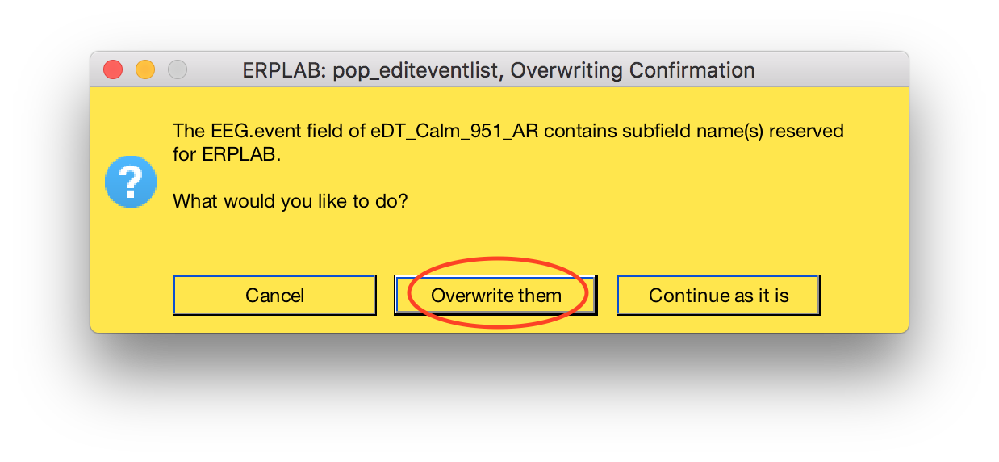 ERPLAB: pop_editeventlist, Overwriting Confirmation
The EEG.event field of eDT_Calm_951_AR contains subfield name(s) reserved
for ERPLAB.
What would you like to do?
Cancel
Overwrite them
Continue as it is